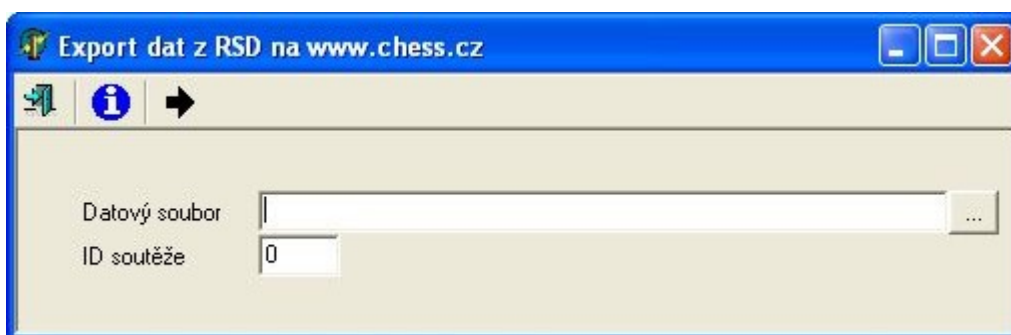 Export dat z RSD na www.chess.cz
Datový soubor
...
ID soutěže
0